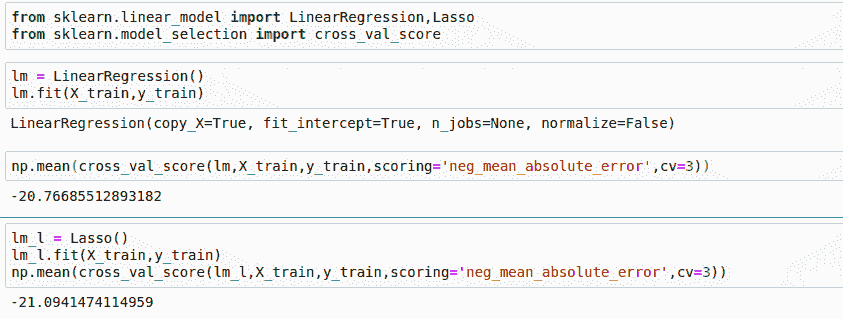 from sklearn.linear_model import LinearRegression,Lasso
from sklearn.model_selection import cross_val_score
lm = LinearRegression()
lm.fit(X_train,y_train)
LinearRegression(copy_X=True, fit_intercept=True, n_jobs=None, normalize=False)
np.mean(cross_val_score(lm,X_train,y_train,scoring='neg_mean_absolute_error',cv=3))
-20.76685512893182
lm_l = Lasso()
lm_l.fit(X_train,y_train)
np.mean(cross_val_score(lm_l,X_train,y_train,scoring='neg_mean_absolute_error',cv=3))
-21.0941474114959